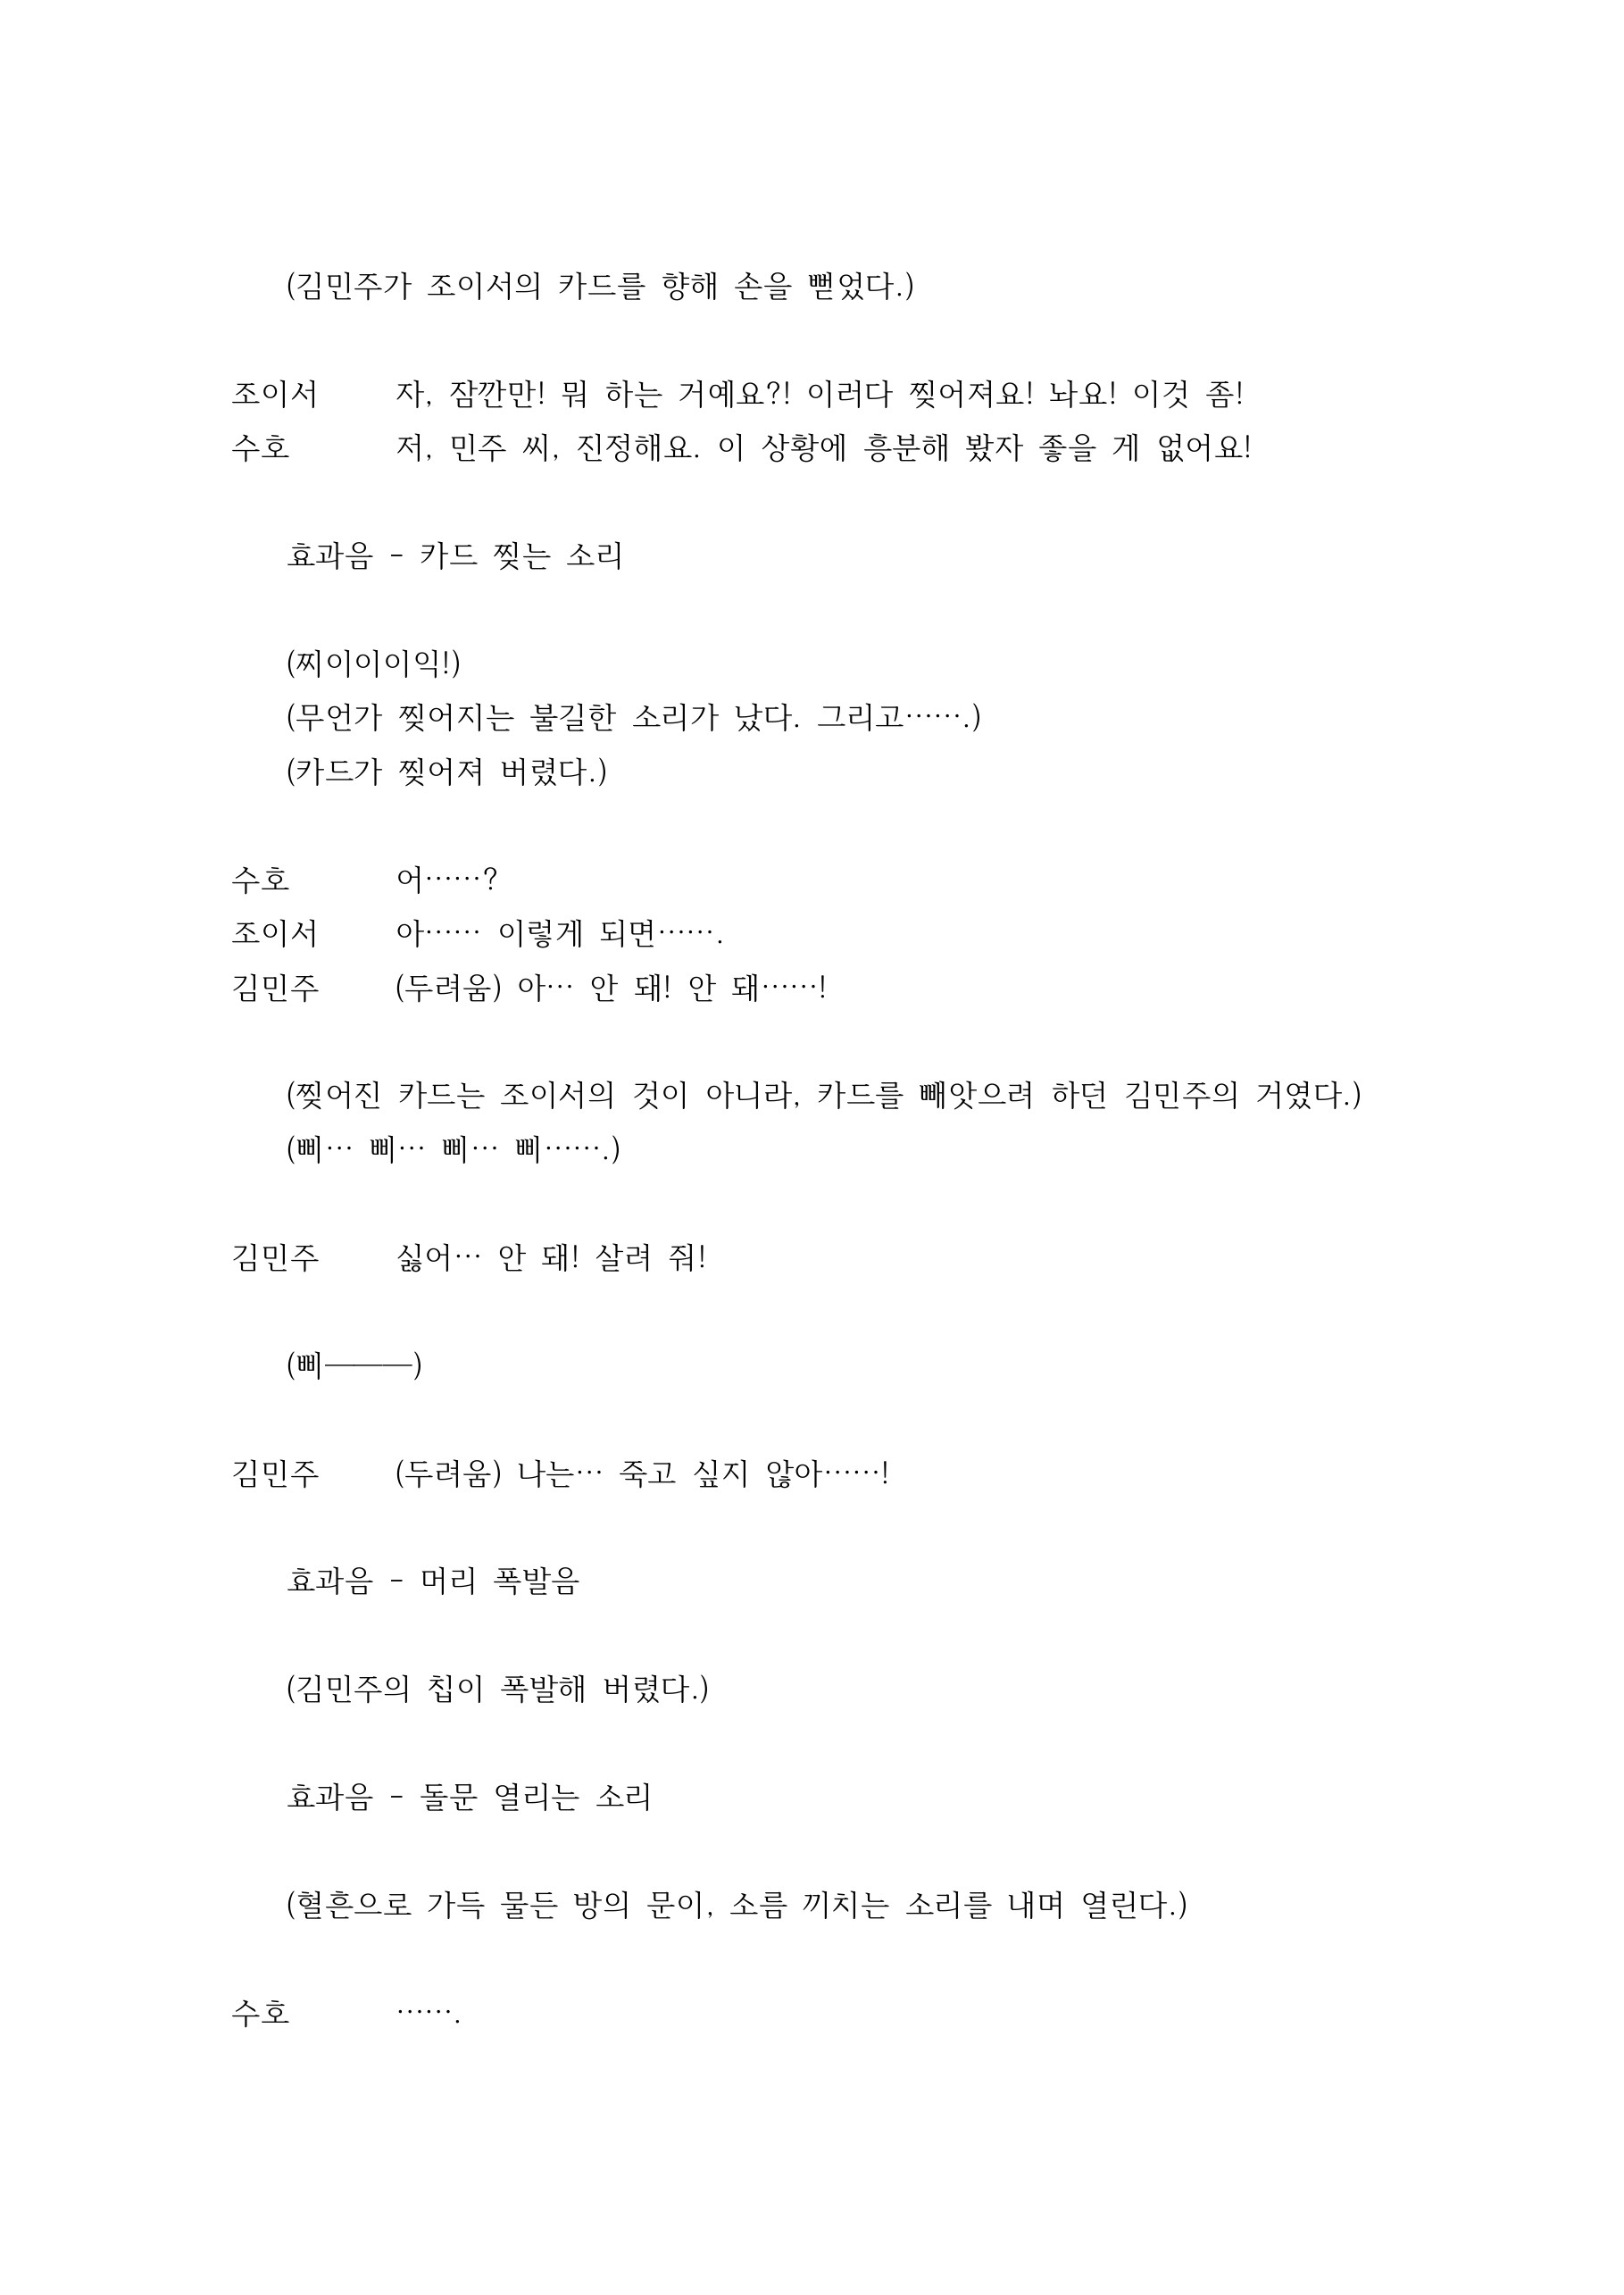 (김민주가 조이서의 카드를 향해 손을 뻗었다.)
조이서 자, 잠깐만! 뭐 하는 거예요?! 이러다 찢어져요! 놔요! 이것 좀!
수호 저, 민주 씨, 진정해요. 이 상황에 흥분해 봤자 좋을 게 없어요!
효과음 - 카드 찢는 소리
(찌이이이익!)
(무언가 찢어지는 불길한 소리가 났다. 그리고…….)
(카드가 찢어져 버렸다.)
수호 어……?
조이서 아…… 이렇게 되면…….
김민주 (두려움) 아… 안 돼! 안 돼……!
(찢어진 카드는 조이서의 것이 아니라, 카드를 빼앗으려 하던 김민주의 거였다.)
(삐… 삐… 삐… 삐…….)
김민주 싫어… 안 돼! 살려 줘!
(삐―――)
김민주 (두려움) 나는… 죽고 싶지 않아……!
효과음 - 머리 폭발음
(김민주의 칩이 폭발해 버렸다.)
효과음 - 돌문 열리는 소리
(혈흔으로 가득 물든 방의 문이, 소름 끼치는 소리를 내며 열린다.)
수호 …….